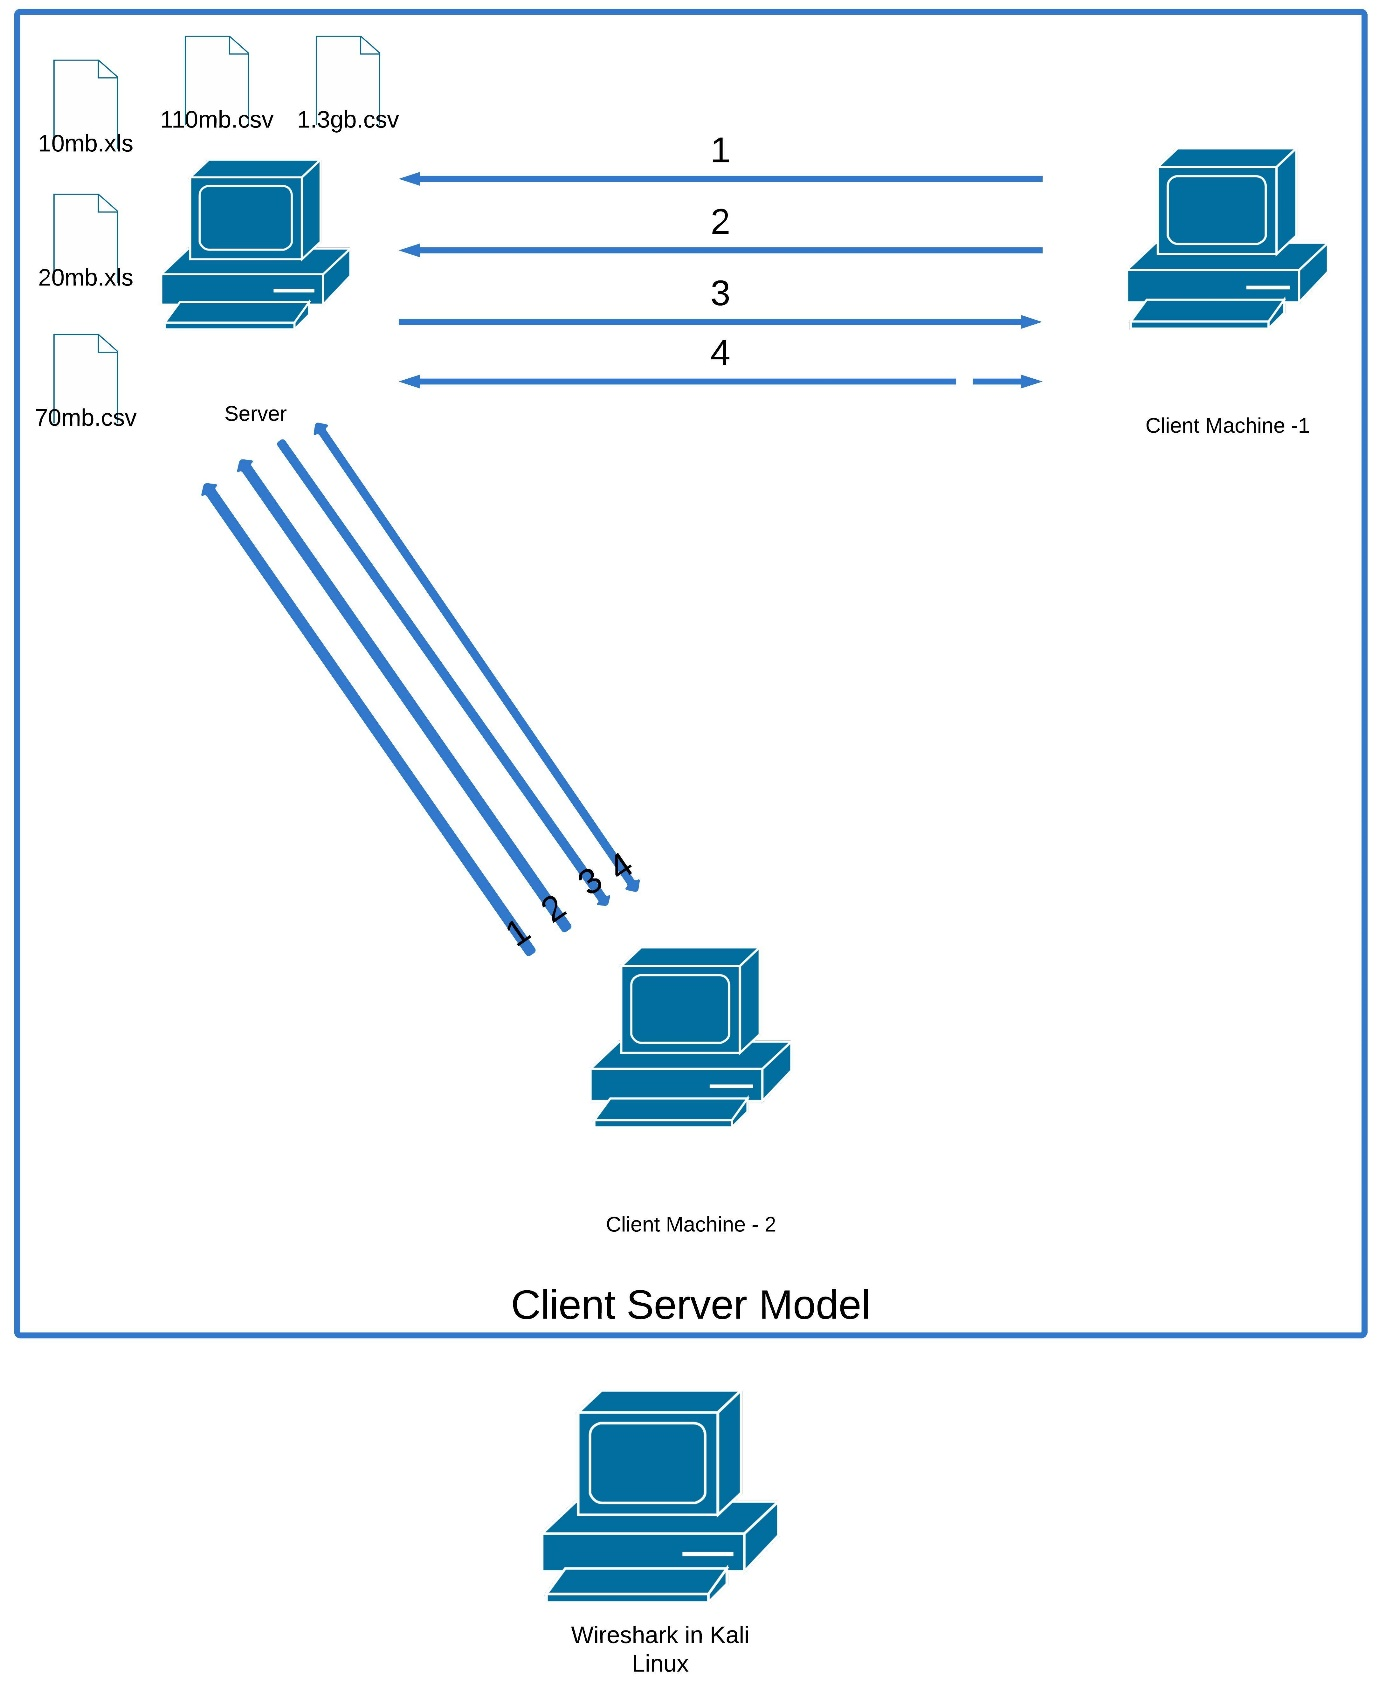 110mb.csv
1.3gb.csv
10mb.xls
1
2
20mb.xls
3
4
70mb.csv
Server
Client Machine -1
4
3
2
1
Client Machine - 2
Client Server Model
Wireshark in Kali
Linux